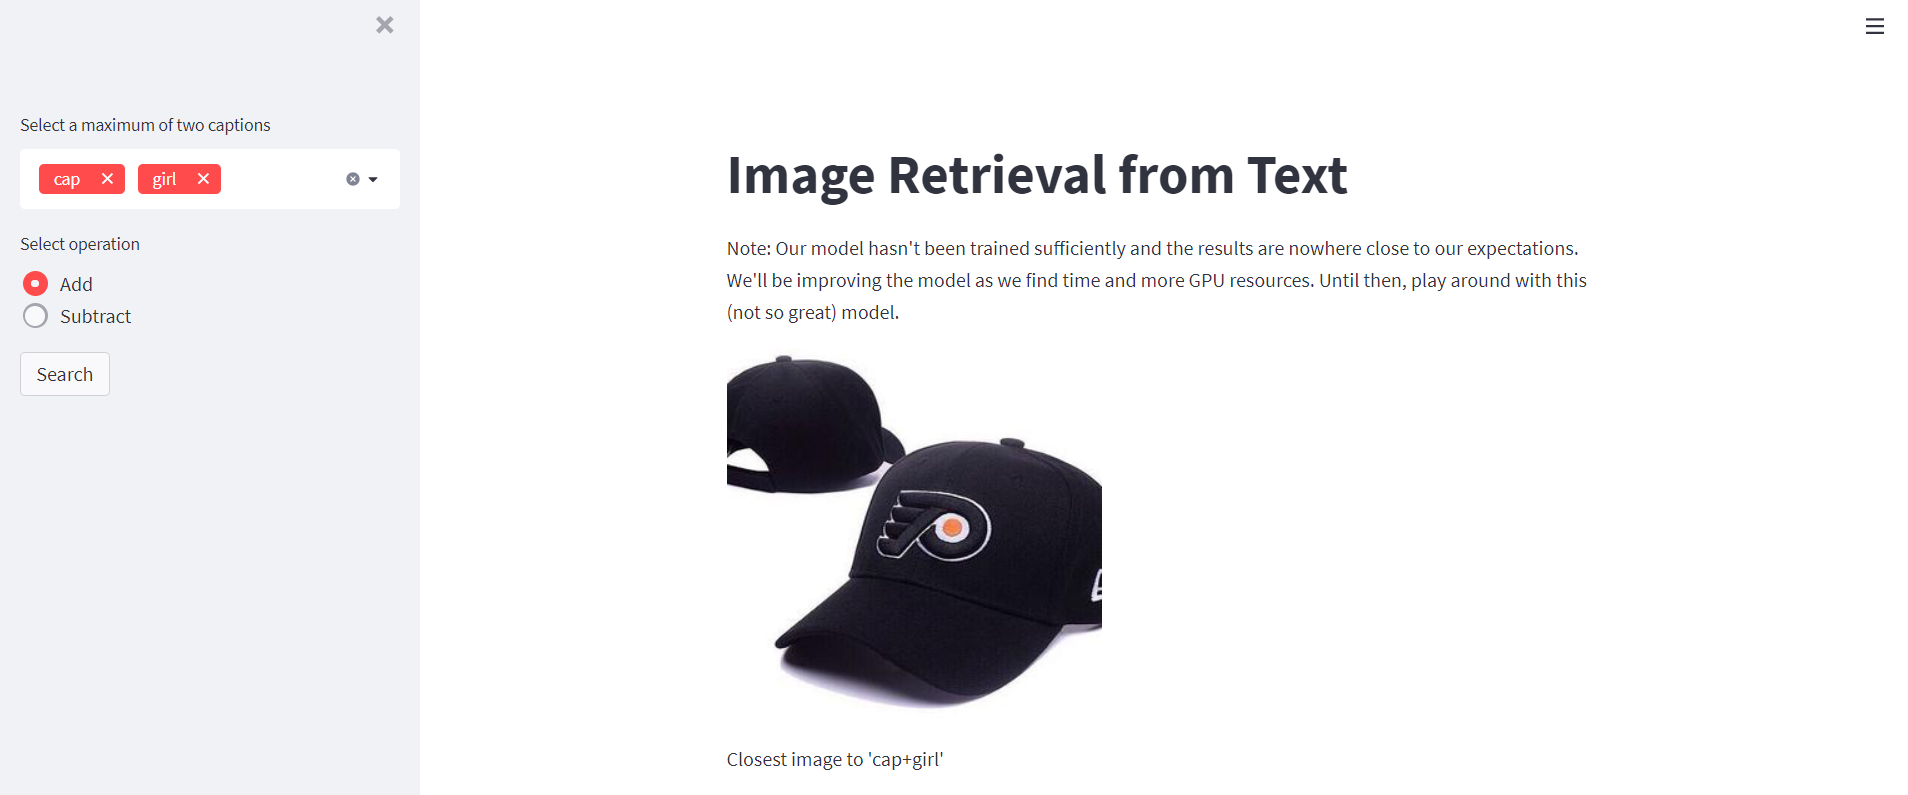 Select a maximum of two captions
cap
girl
Select operation
Add
Subtract
Search
Image Retrieval from Text
Note: Our model hasn't been trained sufficiently and the results are nowhere close to our expectations.
We'll be improving the model as we find time and more GPU resources. Until then, play around with this
(not so great) model.
Closest image to 'cap+girl'